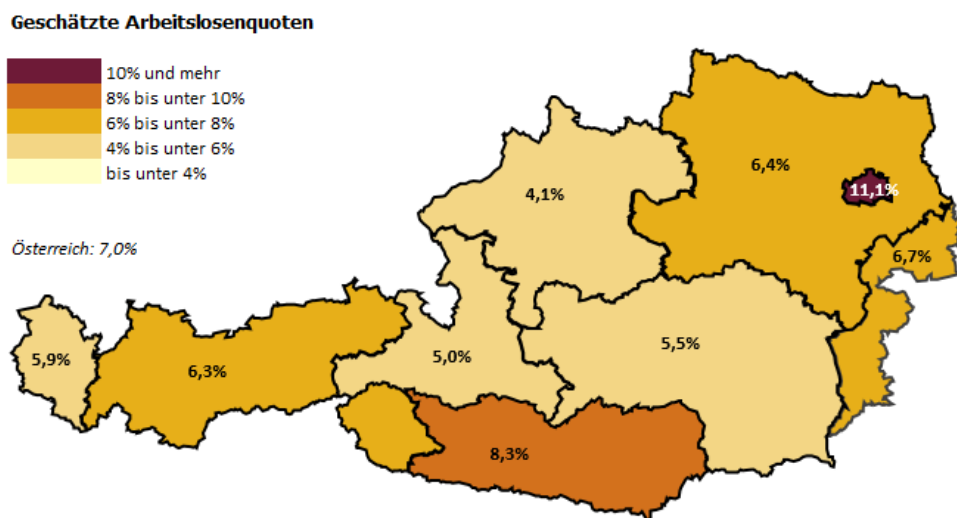 Geschätzte Arbeitslosenquoten
10% und mehr
8% bis unter 10%
6% bis unter 8%
4% bis unter 6%
bis unter 4%
Österreich: 7,0%
6,4%
11,1%
4,1%
6,7%
5,9%
6,3%
5,0%
5,5%
8,3%